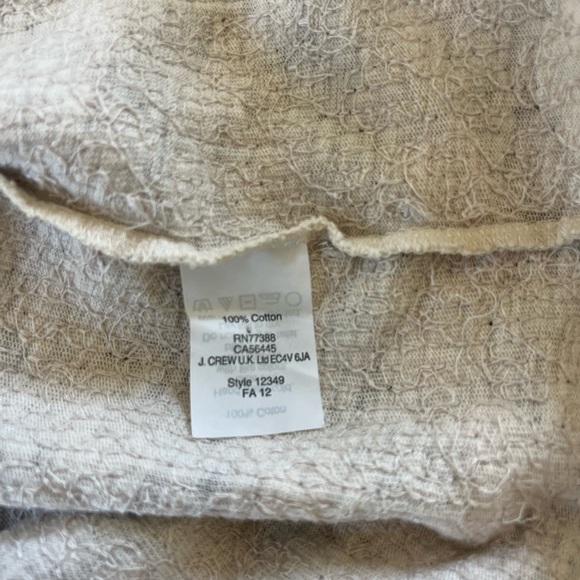 100% Cotton
RN77388
CA56445
J. CREW U.K. Ltd EC4V 6JA
Style 12349
FA 12